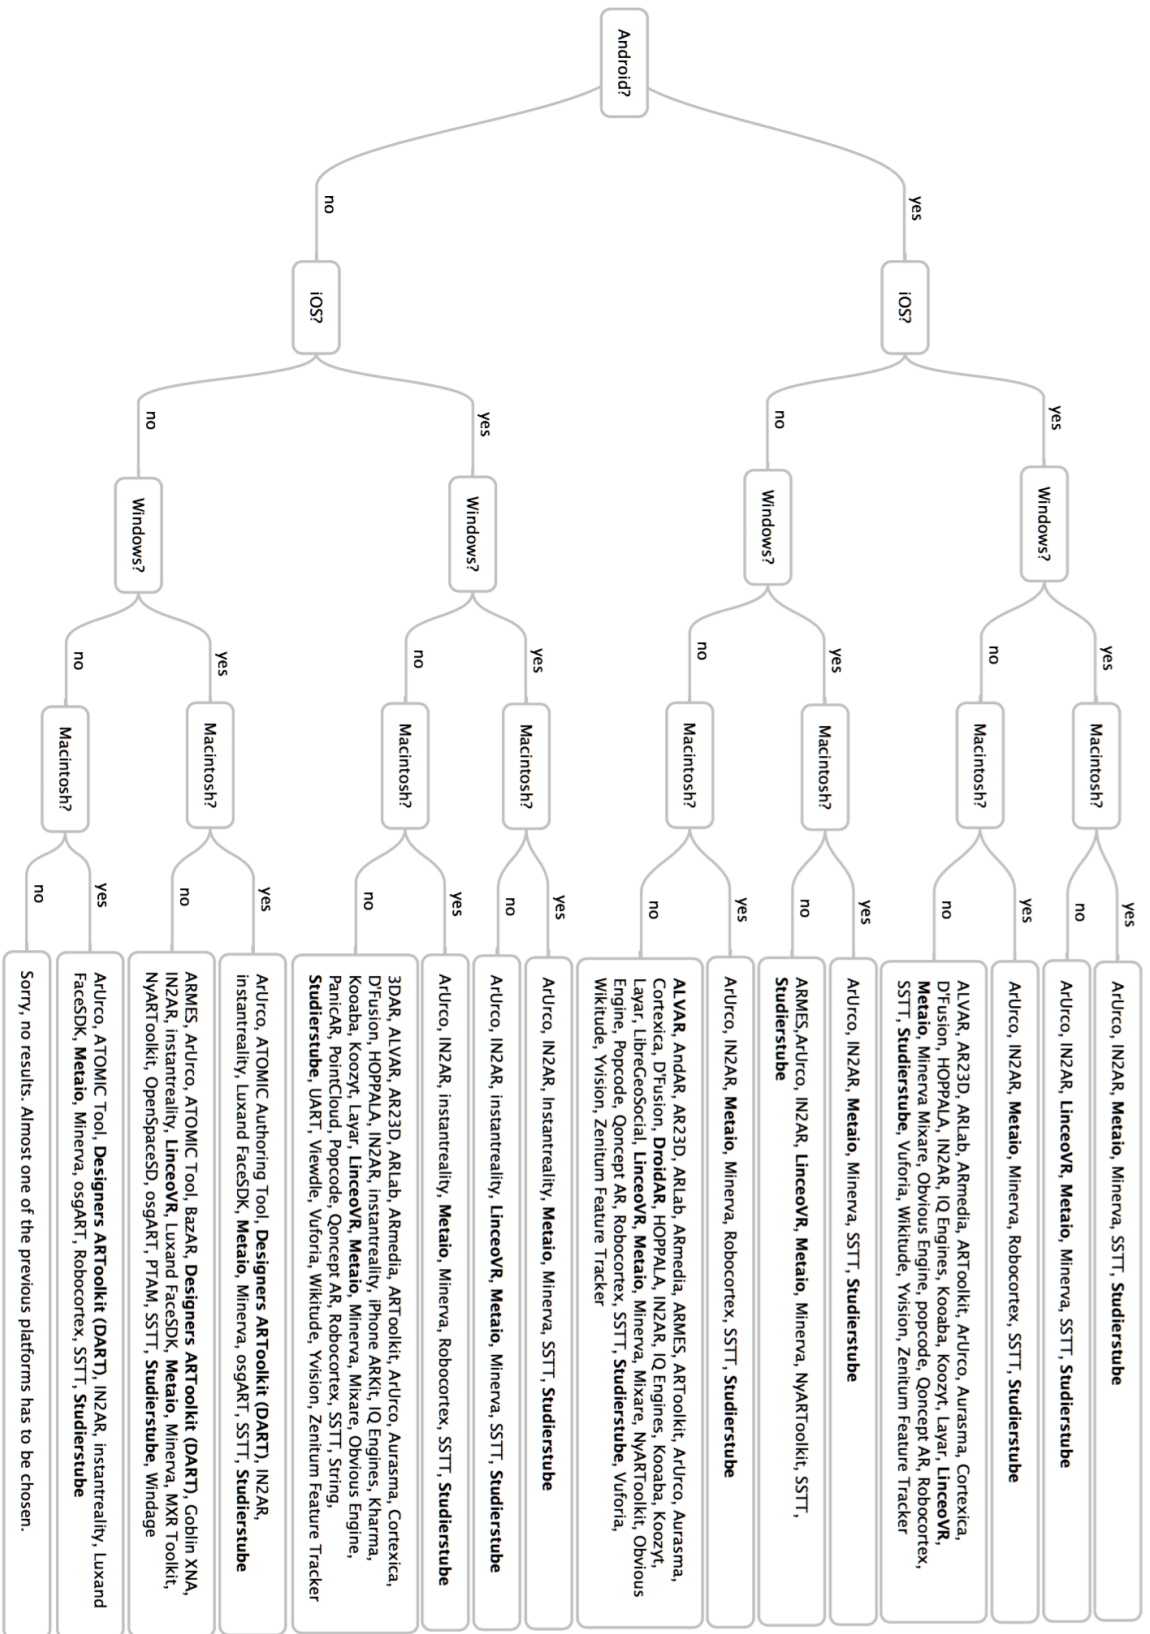 Android?
yes
no
iOS?
iOS?
yes
no
yes
no
Windows?
Windows?
Windows?
Windows?
yes
no
yes
no
yes
no
yes
no
Macintosh?
Macintosh?
Macintosh?
Macintosh?
Macintosh?
Macintosh?
Macintosh?
Macintosh?
yes
no
yes
no
yes
no
yes
no
yes
no
yes
no
yes
no
yes
no
ArUrco, IN2AR, Metaio, Minerva, SSTT, Studierstube
ArUrco, IN2AR, LinceoVR, Metaio, Minerva, SSTT, Studierstube
ArUrco, IN2AR, Metaio, Minerva, Robocortex, SSTT, Studierstube
ALVAR, AR23D, ARLab, ARmedia, ARToolkit, ArUrco, Aurasma, Cortexica,
D'Fusion, HOPPALA, IN2AR, IQ Engines, Kooaba, Koozyt, Layar, LinceoVR,
Metaio, Minerva Mixare, Obvious Engine, popcode, Qoncept AR, Robocortex,
SSTT, Studierstube, Vuforia, Wikitude, Yvision, Zenitum Feature Tracker
ArUrco, IN2AR, Metaio, Minerva, SSTT, Studierstube
ARMES,ArUrco, IN2AR, LinceoVR, Metaio, Minerva, NyARToolkit, SSTT,
Studierstube
ArUrco, IN2AR, Metaio, Minerva, Robocortex, SSTT, Studierstube
ALVAR, AndAR, AR23D, ARLab, ARmedia, ARMES, ARToolkit, ArUrco, Aurasma,
Cortexica, D'Fusion, DroidAR, HOPPALA, IN2AR, IQ Engines, Kooaba, Koozyt,
Layar, LibreGeoSocial, LinceoVR, Metaio, Minerva, Mixare, NyARToolkit, Obvious
Engine, Popcode, Qoncept AR, Robocortex, SSTT, Studierstube, Vuforia,
Wikitude, Yvision, Zenitum Feature Tracker
ArUrco, IN2AR, Instantreality, Metaio, Minerva, SSTT, Studierstube
ArUrco, IN2AR, instantreality, LinceoVR, Metaio, Minerva, SSTT, Studierstube
ArUrco, IN2AR, instantreality, Metaio, Minerva, Robocortex, SSTT, Studierstube
3DAR, ALVAR, AR23D, ARLab, ARmedia, ARToolkit, ArUrco, Aurasma, Cortexica,
D'Fusion, HOPPALA, IN2AR, instantreality, iPhone ARKit, IQ Engines, Kharma,
Kooaba, Koozyt, Layar, LinceoVR, Metaio, Minerva, Mixare, Obvious Engine,
PanicAR, PointCloud, Popcode, Qoncept AR, Robocortex, SSTT, String,
Studierstube, UART, Viewdle, Vuforia, Wikitude, Yvision, Zenitum Feature Tracker
ArUrco, ATOMIC Authoring Tool, Designers ARToolkit (DART), IN2AR,
instantreality, Luxand FaceSDK, Metaio, Minerva, osgART, SSTT, Studierstube
ARMES, ArUrco, ATOMIC Tool, BazAR, Designers ARToolkit (DART), Goblin XNA,
IN2AR, instantreality, LinceoVR, Luxand FaceSDK, Metaio, Minerva, MXR Toolkit,
NyARToolkit, OpenSpaceSD, osgART, PTAM, SSTT, Studierstube, Windage
ArUrco, ATOMIC Tool, Designers ARToolkit (DART), IN2AR, instantreality, Luxand
FaceSDK, Metaio, Minerva, osgART, Robocortex, SSTT, Studierstube
Sorry, no results. Almost one of the previous platforms has to be chosen.